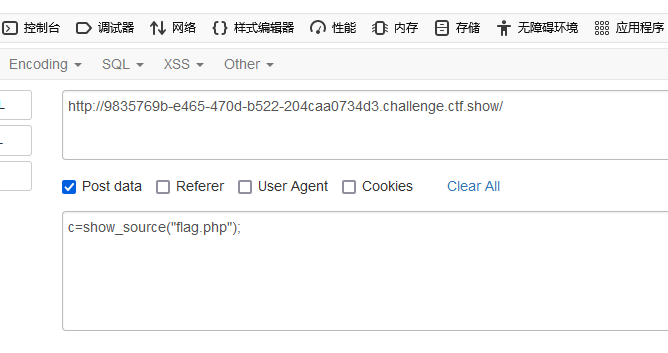 控制台 调试器 网络 样式编辑器 性能 内存 存储 无障碍环境 应用程序
Encoding SQL XSS Other
http://9835769b-e465-470d-b522-204caa0734d3.challenge.ctf.show/
Post data Referer User Agent Cookies Clear All
c=show_source("flag.php");